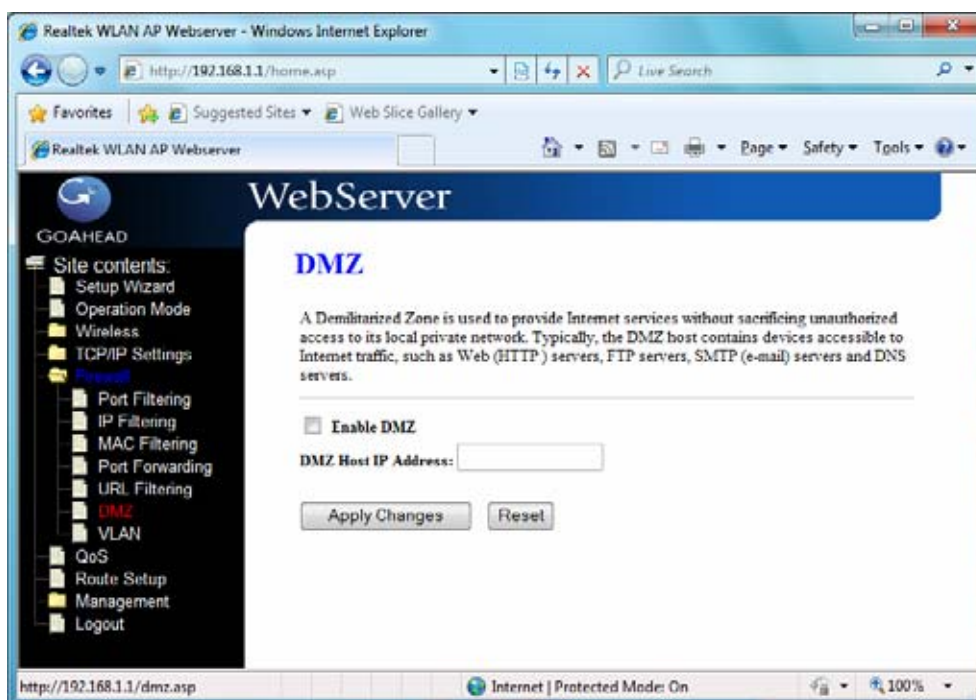 Realtek WLAN AP Webserver - Windows Internet Explorer
http://192.168.1.1/home.asp
Live Search
Favorites
Suggested Sites
Web Slice Gallery
Realtek WLAN AP Webserver
Page
Safety
Tools
GOAHEAD
WebServer
Site contents:
Setup Wizard
Operation Mode
Wireless
TCP/IP Settings
Firewall
Port Filtering
IP Filtering
MAC Filtering
Port Forwarding
URL Filtering
DMZ
VLAN
QoS
Route Setup
Management
Logout
DMZ
A Demilitarized Zone is used to provide Internet services without sacrificing unauthorized
access to its local private network. Typically, the DMZ host contains devices accessible to
Internet traffic, such as Web (HTTP ) servers, FTP servers, SMTP (e-mail) servers and DNS
servers.
Enable DMZ
DMZ Host IP Address:
Apply Changes
Reset
http://192.168.1.1/dmz.asp
Internet | Protected Mode: On
100%